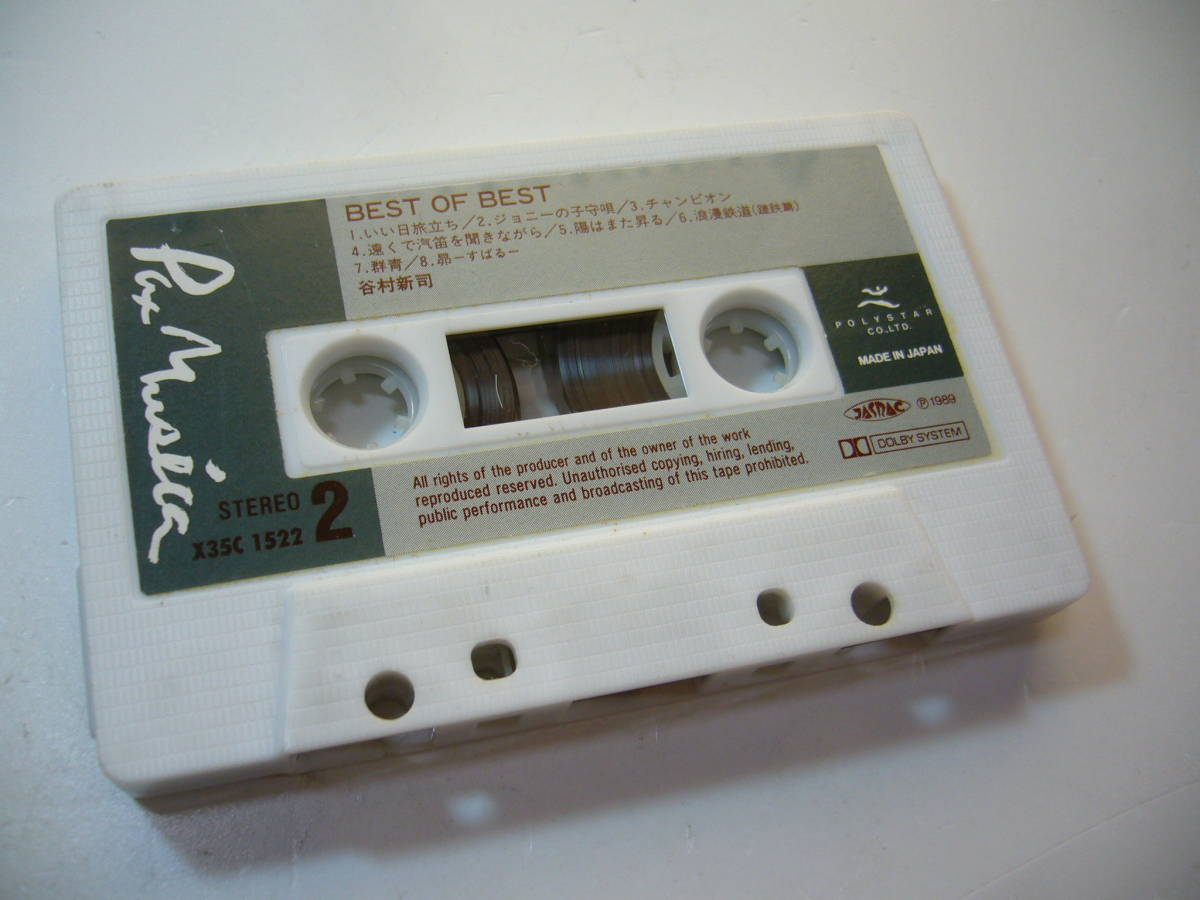 Pax Musica
BEST OF BEST
1.いい日旅立ち/2.ジョニーの子守唄/3.チャンピオン
4.遠くで汽笛を聞きながら/5.陽はまた昇る/6.浪漫鉄道(蹉跌篇)
7.群青/8.昴ーすばるー
谷村新司
POLYSTAR
CO.,LTD.
MADE IN JAPAN
JASRAC ℗1989
DOLBY SYSTEM
STEREO 2
X35C 1522
All rights of the producer and of the owner of the work
reproduced reserved. Unauthorised copying, hiring, lending,
public performance and broadcasting of this tape prohibited.